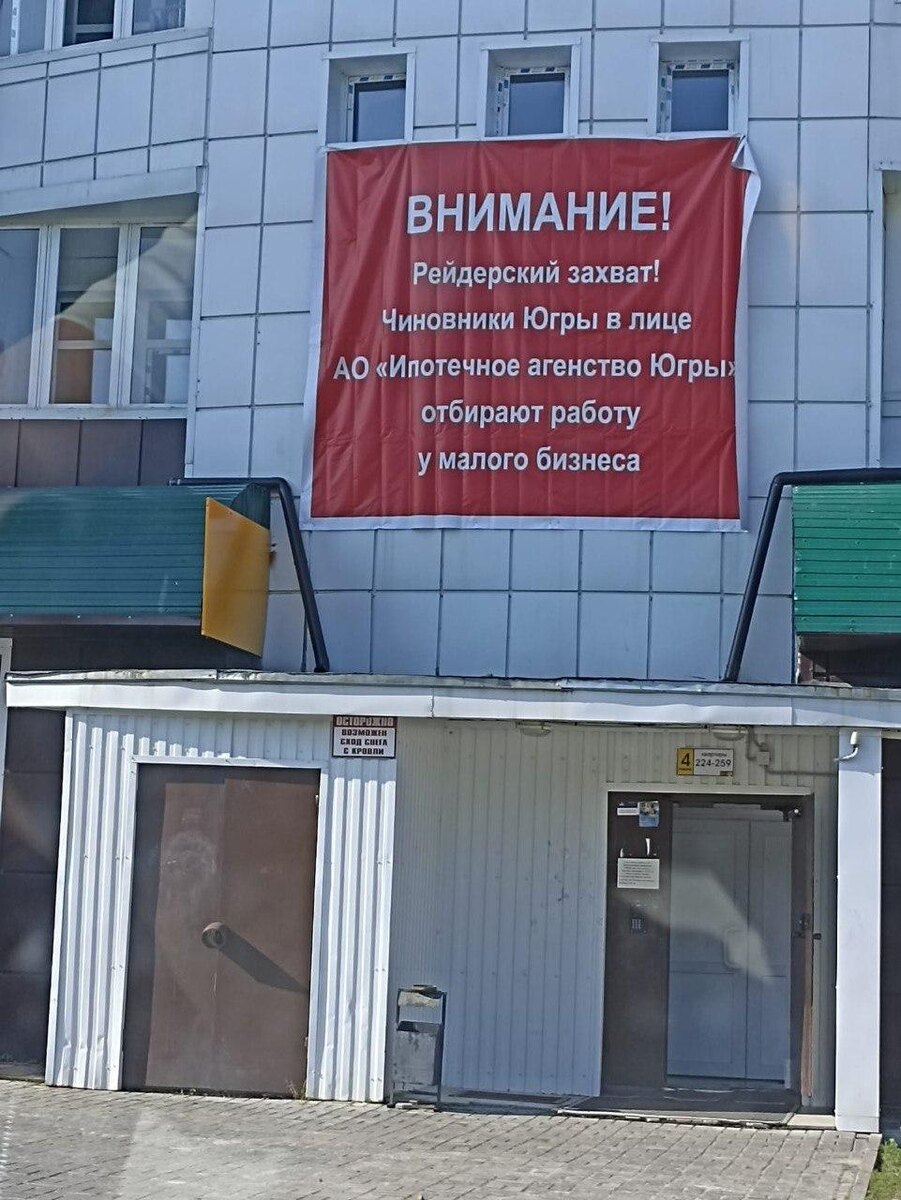 ВНИМАНИЕ!
Рейдерский захват!
Чиновники Югры в лице
АО «Ипотечное агенство Югры»
отбирают работу
у малого бизнеса
ОСТОРОЖНО
ВОЗМОЖЕН
СХОД СНЕГА
С КРОВЛИ
4
квартиры
224-259